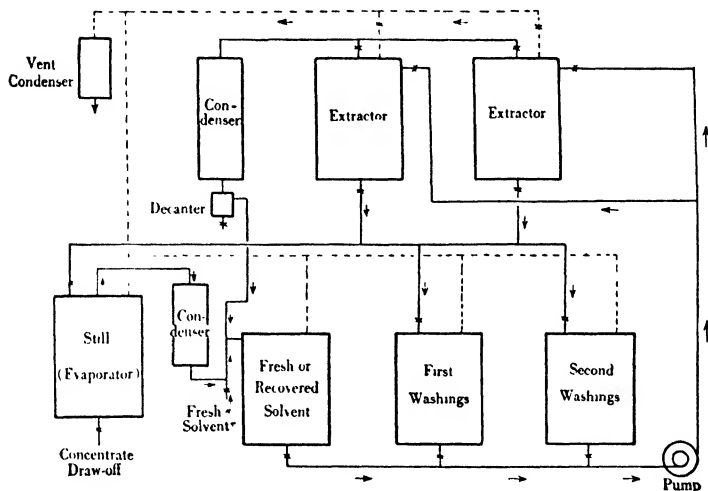 Vent
Condenser
Con-
denser
Extractor
Extractor
Decanter
Still
(Evaporator)
Con-
denser
Fresh or
Recovered
Solvent
First
Washings
Second
Washings
Fresh
Solvent
Concentrate
Draw-off
Pump